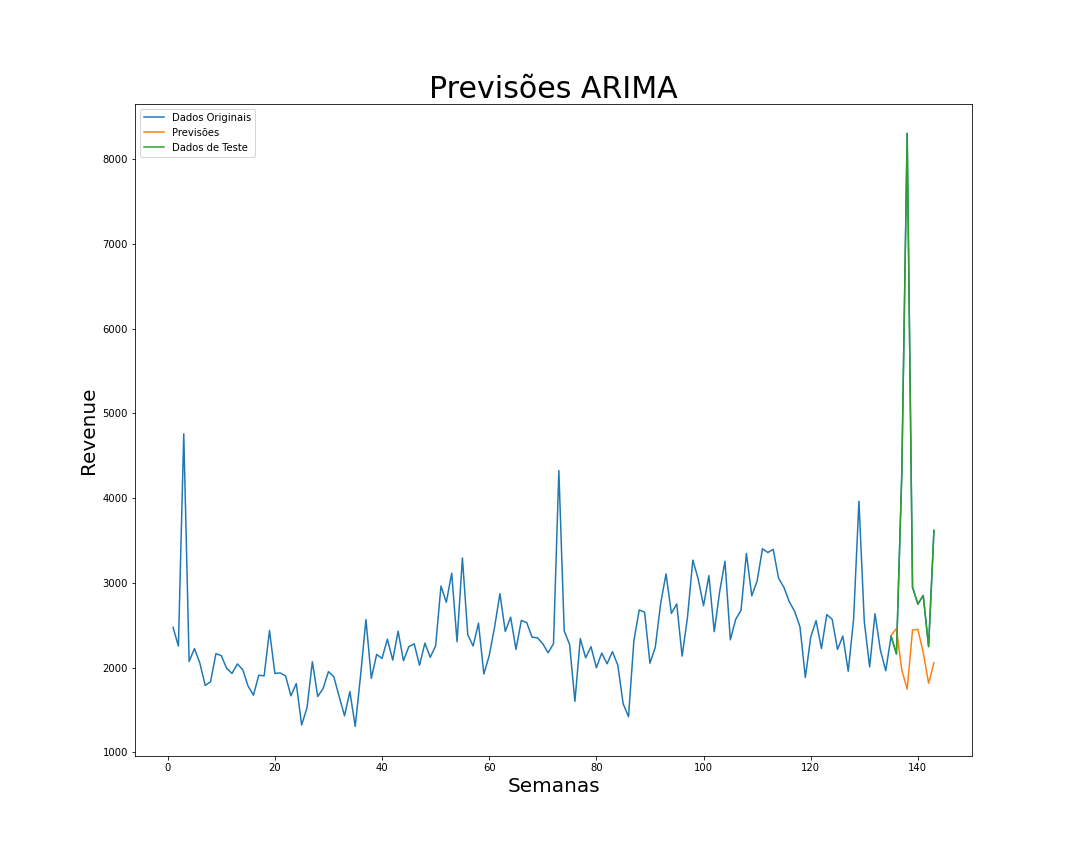 Previsões ARIMA
Dados Originais
Previsões
Dados de Teste
8000
7000
6000
5000
4000
3000
2000
1000
Revenue
0 20 40 60 80 100 120 140
Semanas